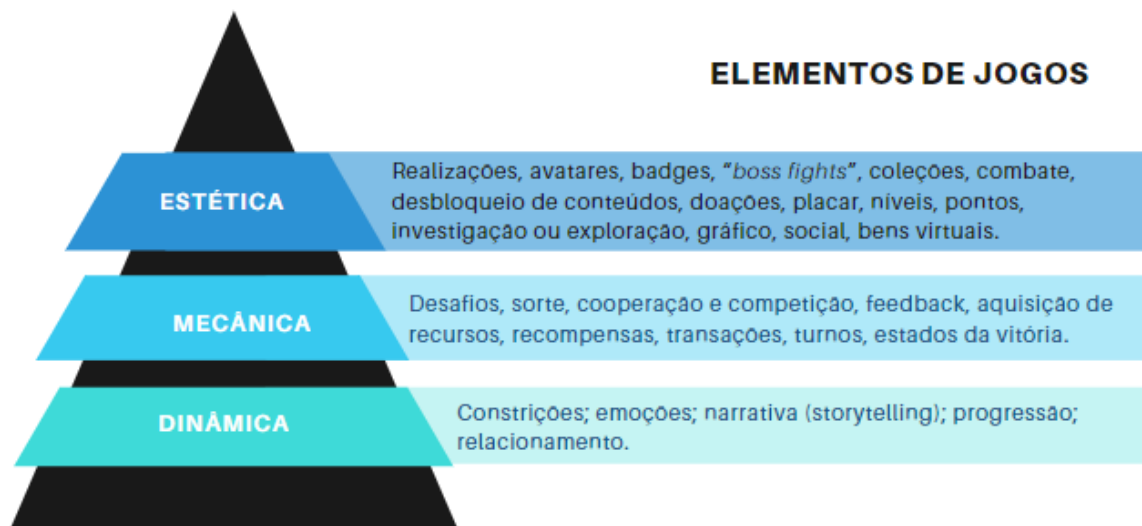 ELEMENTOS DE JOGOS
ESTÉTICA
Realizações, avatares, badges, “boss fights”, coleções, combate,
desbloqueio de conteúdos, doações, placar, níveis, pontos,
investigação ou exploração, gráfico, social, bens virtuais.
MECÂNICA
Desafios, sorte, cooperação e competição, feedback, aquisição de
recursos, recompensas, transações, turnos, estados da vitória.
DINÂMICA
Constrições; emoções; narrativa (storytelling); progressão;
relacionamento.